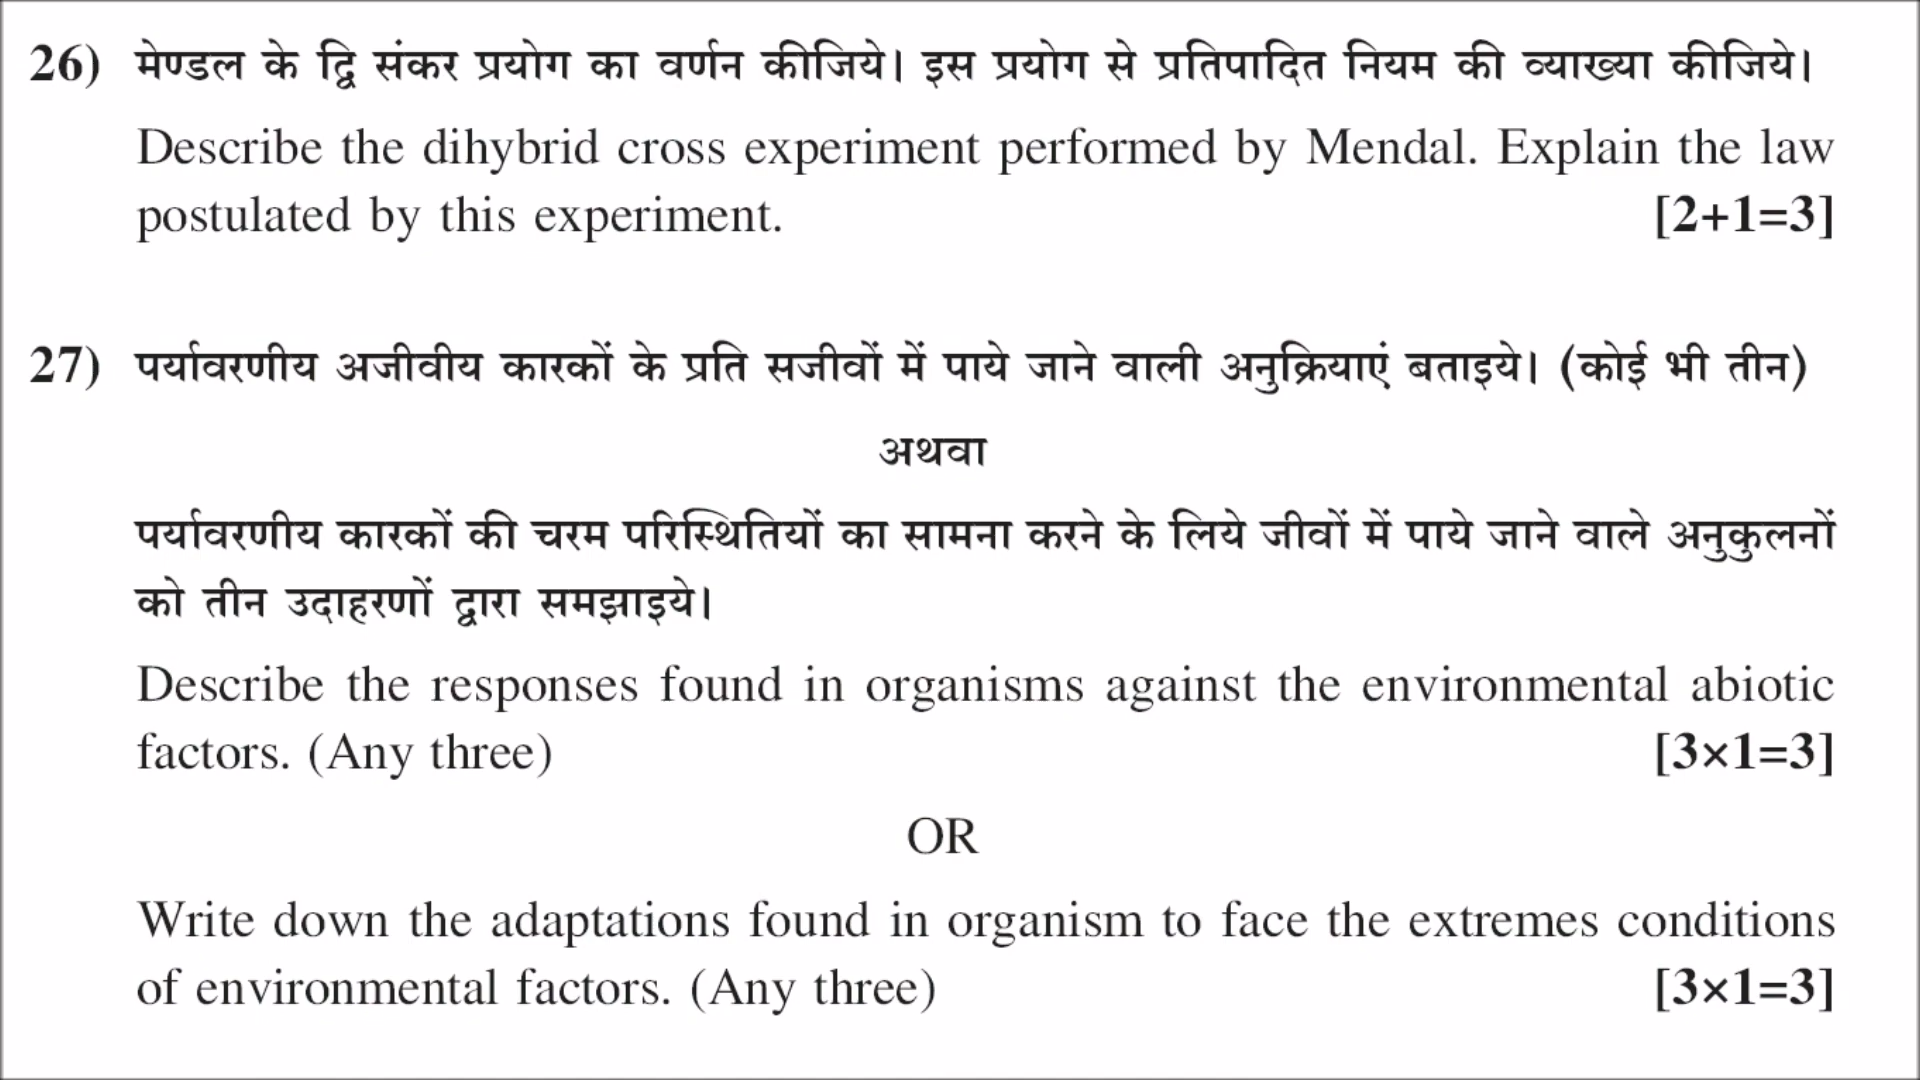 26) मेण्डल के द्वि संकर प्रयोग का वर्णन कीजिये। इस प्रयोग से प्रतिपादित नियम की व्याख्या कीजिये।
Describe the dihybrid cross experiment performed by Mendal. Explain the law
postulated by this experiment. [2+1=3]
27) पर्यावरणीय अजीवीय कारकों के प्रति सजीवों में पाये जाने वाली अनुक्रियाएं बताइये। (कोई भी तीन)
अथवा
पर्यावरणीय कारकों की चरम परिस्थितियों का सामना करने के लिये जीवों में पाये जाने वाले अनुकुलनों
को तीन उदाहरणों द्वारा समझाइये।
Describe the responses found in organisms against the environmental abiotic
factors. (Any three) [3×1=3]
OR
Write down the adaptations found in organism to face the extremes conditions
of environmental factors. (Any three) [3×1=3]